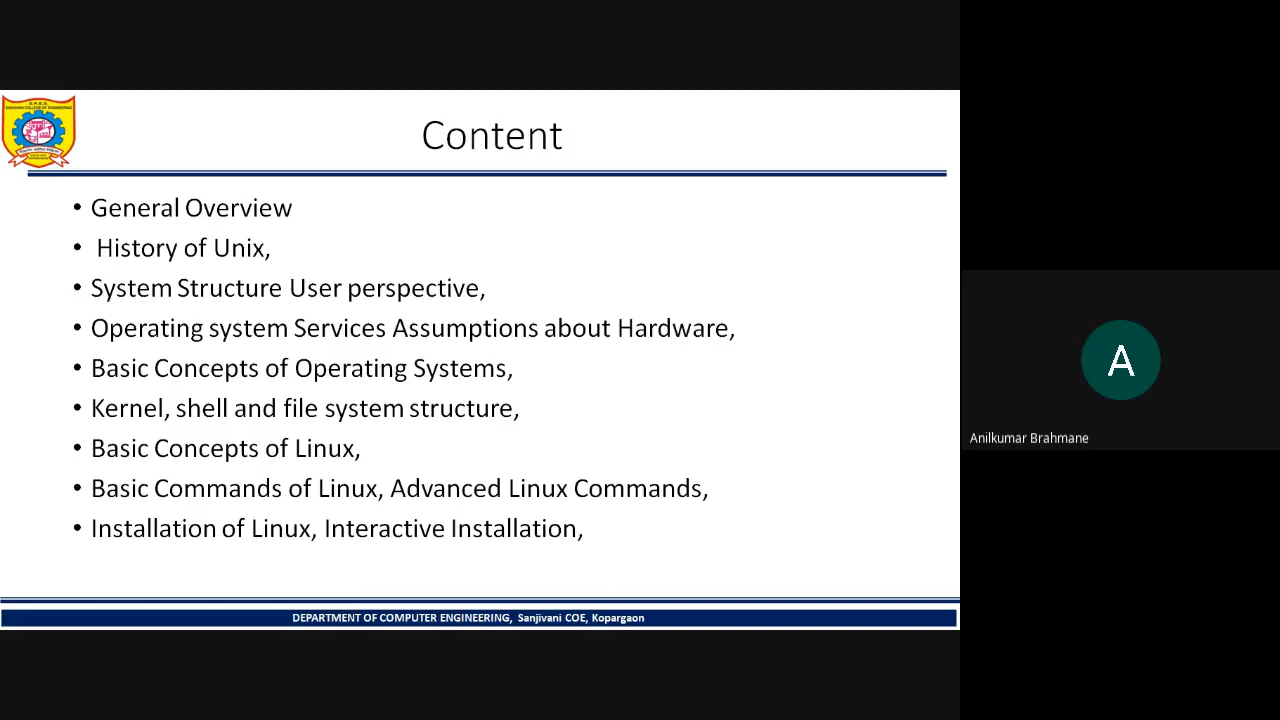 Content
• General Overview
• History of Unix,
• System Structure User perspective,
• Operating system Services Assumptions about Hardware,
• Basic Concepts of Operating Systems,
• Kernel, shell and file system structure,
• Basic Concepts of Linux,
• Basic Commands of Linux, Advanced Linux Commands,
• Installation of Linux, Interactive Installation,
DEPARTMENT OF COMPUTER ENGINEERING, Sanjivani COE, Kopargaon
A
Anilkumar Brahmane